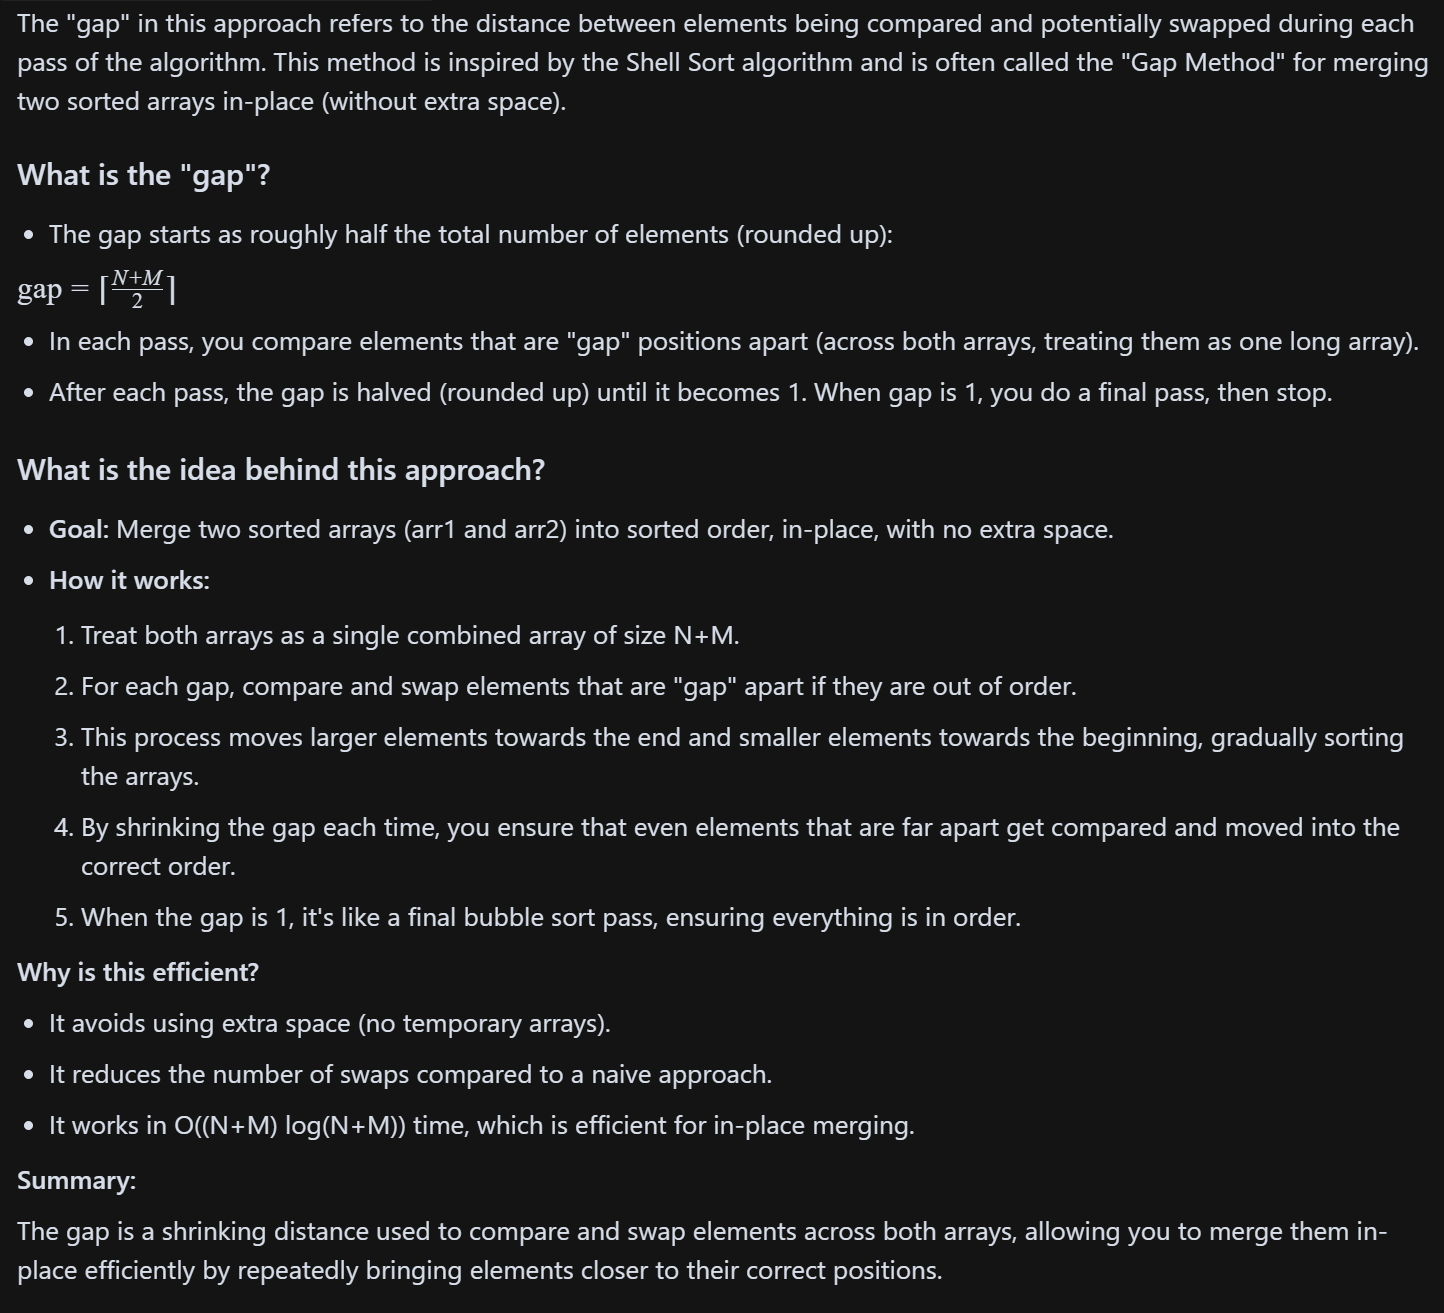 The "gap" in this approach refers to the distance between elements being compared and potentially swapped during each
pass of the algorithm. This method is inspired by the Shell Sort algorithm and is often called the "Gap Method" for merging
two sorted arrays in-place (without extra space).
What is the "gap"?
• The gap starts as roughly half the total number of elements (rounded up):
gap = ⌈(N+M)/2⌉
• In each pass, you compare elements that are "gap" positions apart (across both arrays, treating them as one long array).
• After each pass, the gap is halved (rounded up) until it becomes 1. When gap is 1, you do a final pass, then stop.
What is the idea behind this approach?
• Goal: Merge two sorted arrays (arr1 and arr2) into sorted order, in-place, with no extra space.
• How it works:
1. Treat both arrays as a single combined array of size N+M.
2. For each gap, compare and swap elements that are "gap" apart if they are out of order.
3. This process moves larger elements towards the end and smaller elements towards the beginning, gradually sorting
the arrays.
4. By shrinking the gap each time, you ensure that even elements that are far apart get compared and moved into the
correct order.
5. When the gap is 1, it's like a final bubble sort pass, ensuring everything is in order.
Why is this efficient?
• It avoids using extra space (no temporary arrays).
• It reduces the number of swaps compared to a naive approach.
• It works in O((N+M) log(N+M)) time, which is efficient for in-place merging.
Summary:
The gap is a shrinking distance used to compare and swap elements across both arrays, allowing you to merge them in-
place efficiently by repeatedly bringing elements closer to their correct positions.